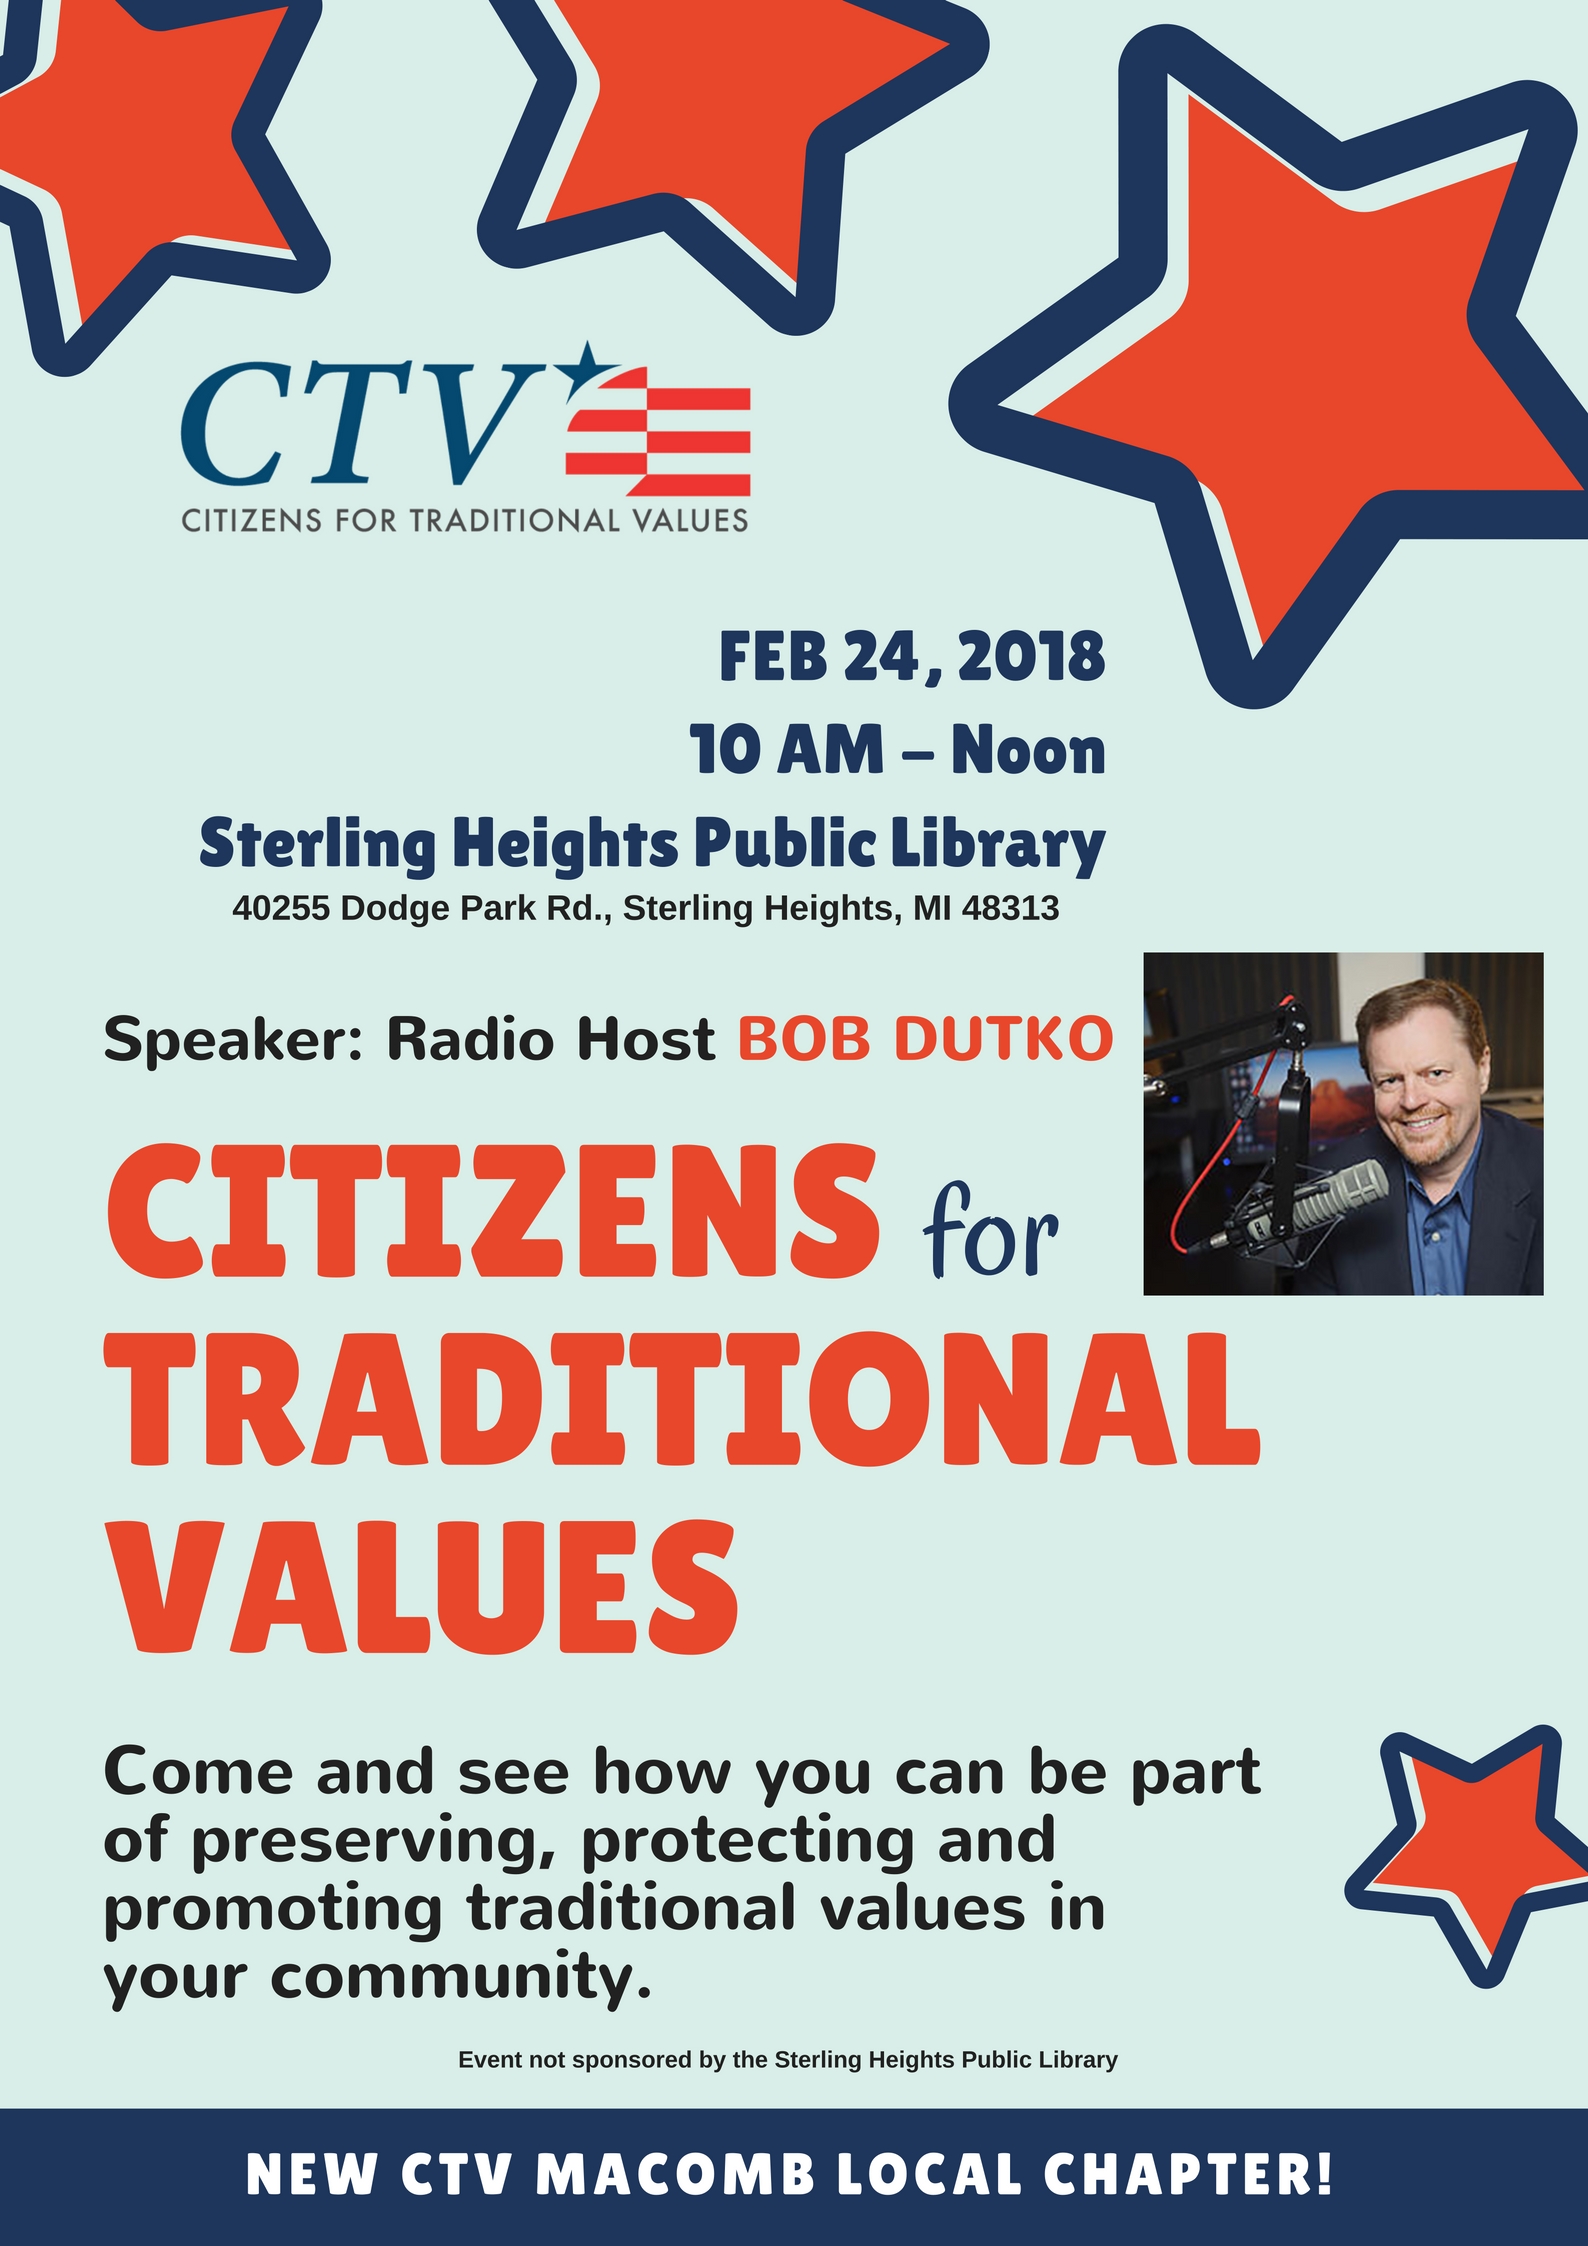 CTV
CITIZENS FOR TRADITIONAL VALUES
FEB 24, 2018
10 AM – Noon
Sterling Heights Public Library
40255 Dodge Park Rd., Sterling Heights, MI 48313
Speaker: Radio Host BOB DUTKO
CITIZENS for
TRADITIONAL
VALUES
Come and see how you can be part
of preserving, protecting and
promoting traditional values in
your community.
Event not sponsored by the Sterling Heights Public Library
NEW CTV MACOMB LOCAL CHAPTER!